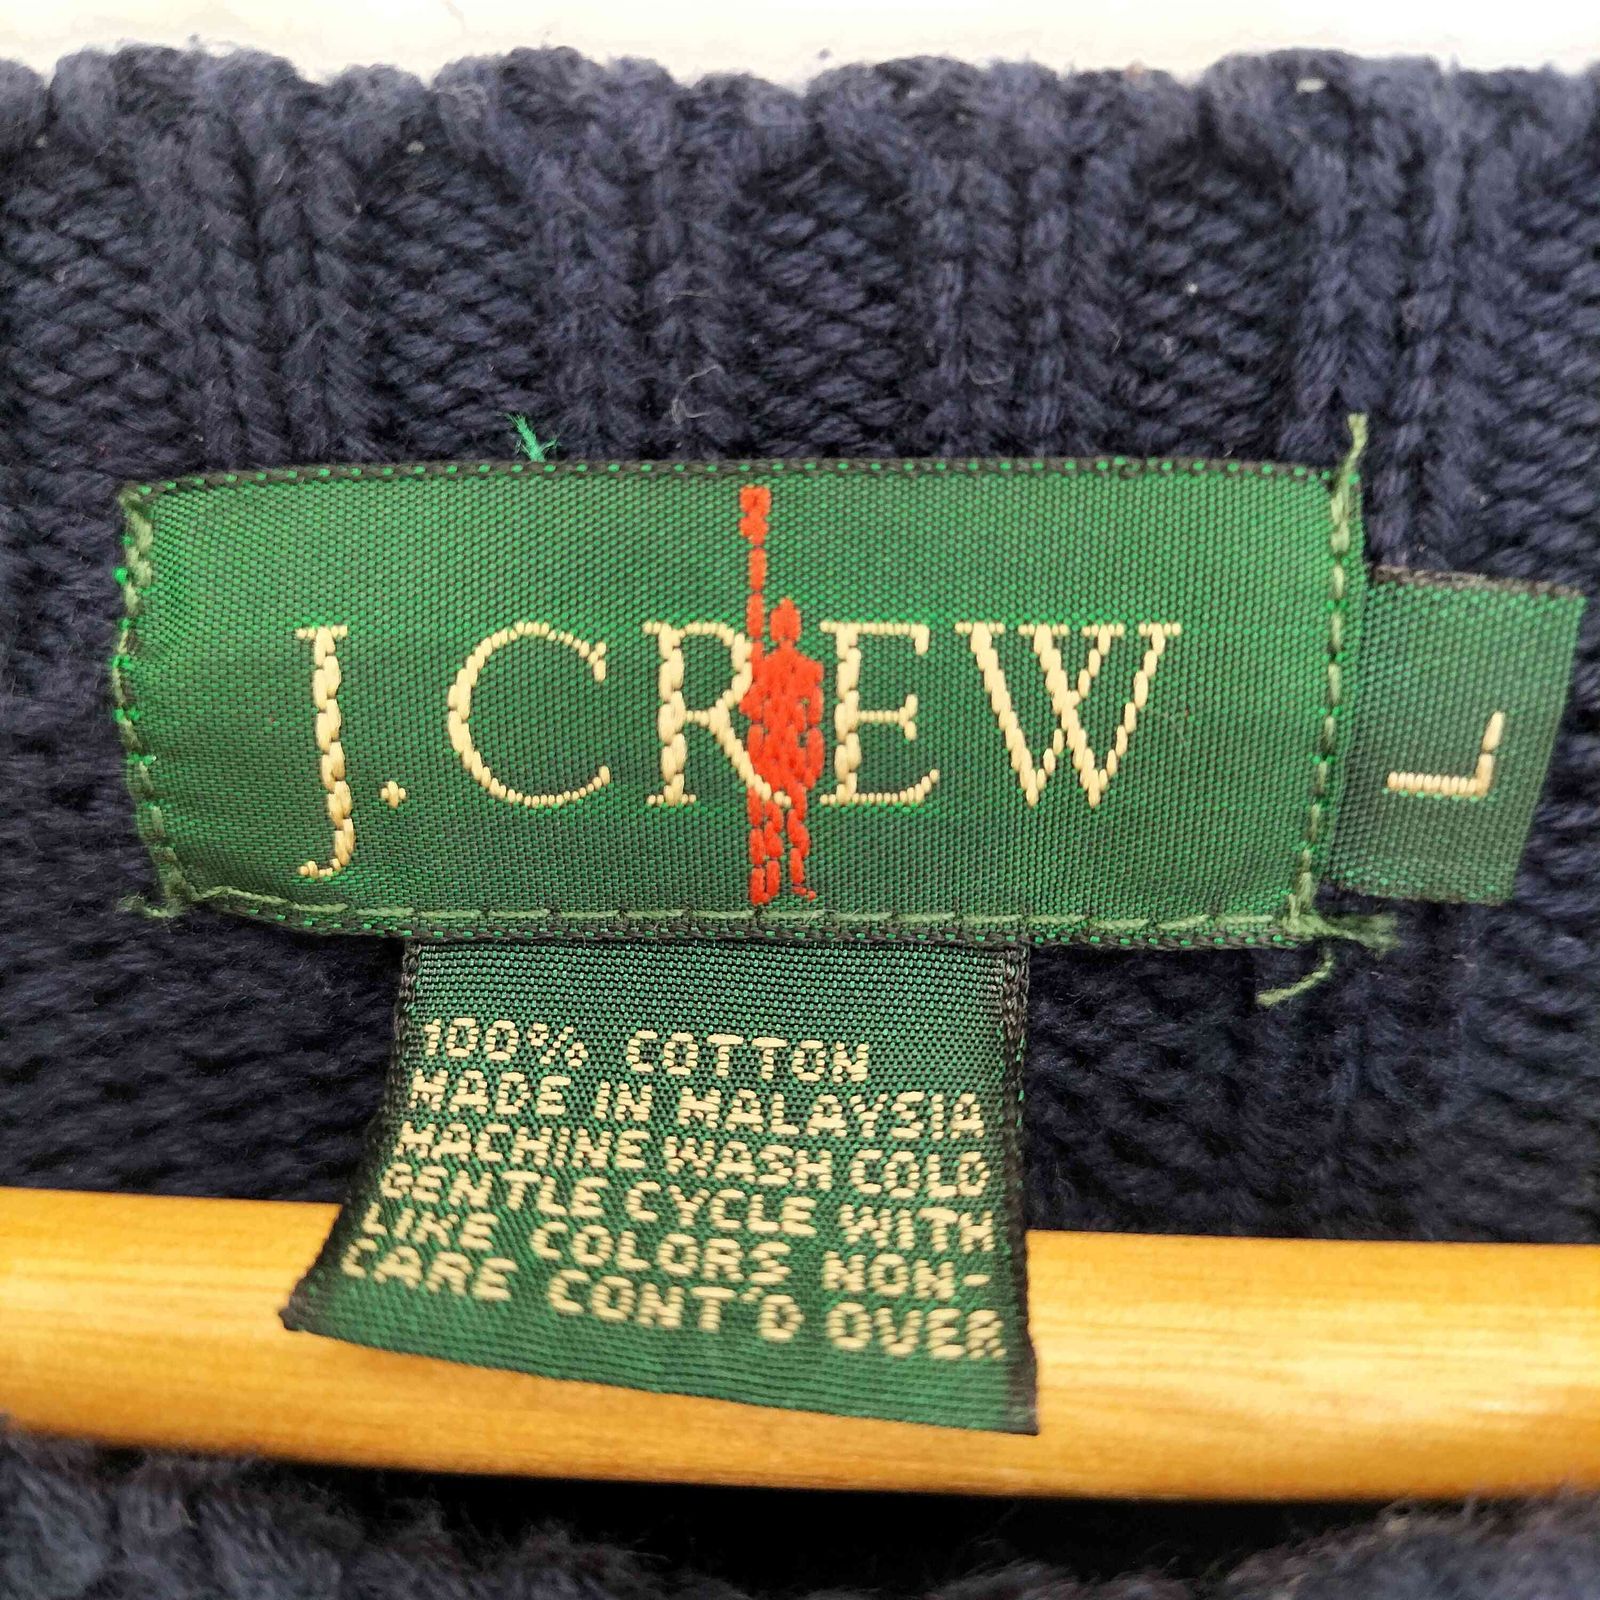 J.CREW
L
100% COTTON
MADE IN MALAYSIA
MACHINE WASH COLD
GENTLE CYCLE WITH
LIKE COLORS NON-
CARE CONT'D OVER